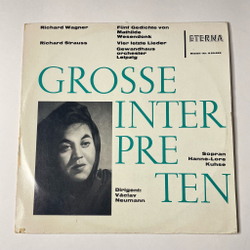 Richard Wagner
Fünf Gedichte von
Mathilde
Wesendonk
Richard Strauss
Vier letzte Lieder
Gewandhaus
orchester
Leipzig
ETERNA
GROSSE
INTER
PRE
TEN
Sopran
Hanne-Lore
Kuhse
Dirigent:
Václav
Neumann